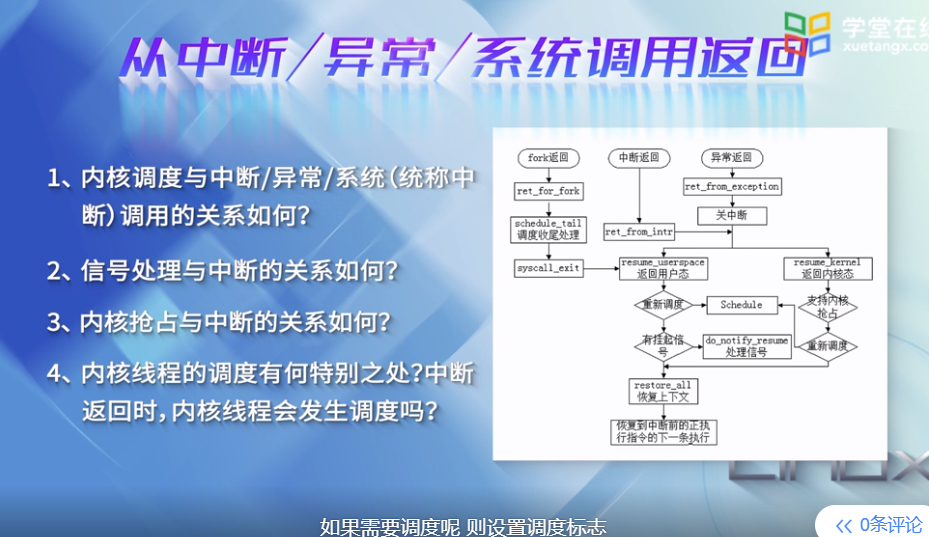 学堂在线
xuetangx.co
从中断/异常/系统调用返回
1、内核调度与中断/异常/系统（统称中
断）调用的关系如何？
2、信号处理与中断的关系如何？
3、内核抢占与中断的关系如何？
4、内核线程的调度有何特别之处？中断
返回时，内核线程会发生调度吗？
fork返回
中断返回
异常返回
ret_for_fork
ret_from_exception
关中断
schedule_tail
调度收尾处理
ret_from_intr
syscall_exit
resume_userspace
返回用户态
resume_kernel
返回内核态
重新调度
Schedule
支持内核
抢占
有挂起信
号
do_notify_resume
处理信号
重新调度
restore_all
恢复上下文
恢复到中断前的正执
行指令的下一条执行
如果需要调度呢 则设置调度标志
0条评论